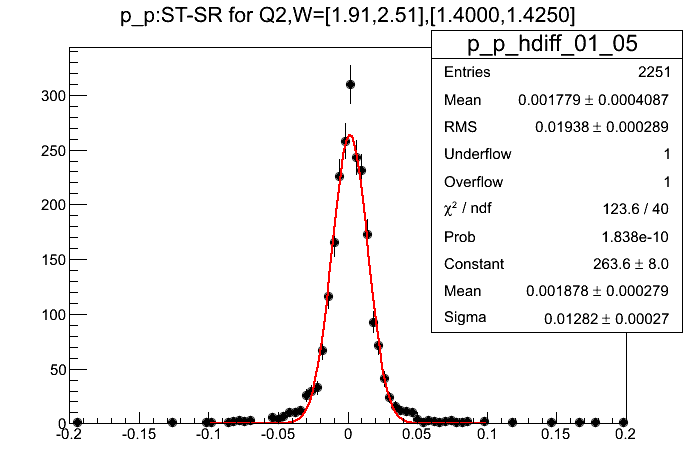 p_p:ST-SR for Q2,W=[1.91,2.51],[1.4000,1.4250]
p_p_hdiff_01_05
Entries 2251
Mean 0.001779 ± 0.0004087
RMS 0.01938 ± 0.000289
Underflow 1
Overflow 1
χ² / ndf 123.6 / 40
Prob 1.838e-10
Constant 263.6 ± 8.0
Mean 0.001878 ± 0.000279
Sigma 0.01282 ± 0.00027
300
250
200
150
100
50
0
-0.2 -0.15 -0.1 -0.05 0 0.05 0.1 0.15 0.2